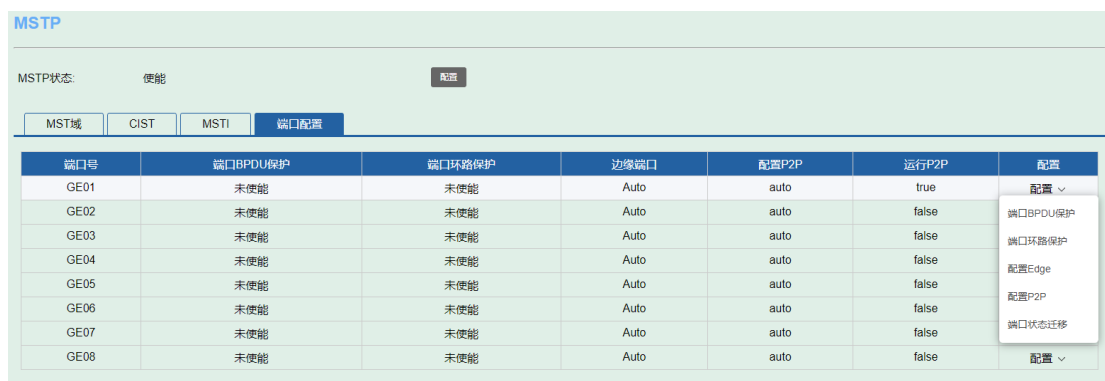 MSTP
MSTP状态: 使能 配置
MST域 CIST MSTI 端口配置
端口号 端口BPDU保护 端口环路保护 边缘端口 配置P2P 运行P2P 配置
GE01 未使能 未使能 Auto auto true 配置
GE02 未使能 未使能 Auto auto false
GE03 未使能 未使能 Auto auto false
GE04 未使能 未使能 Auto auto false
GE05 未使能 未使能 Auto auto false
GE06 未使能 未使能 Auto auto false
GE07 未使能 未使能 Auto auto false
GE08 未使能 未使能 Auto auto false 配置
端口BPDU保护
端口环路保护
配置Edge
配置P2P
端口状态迁移